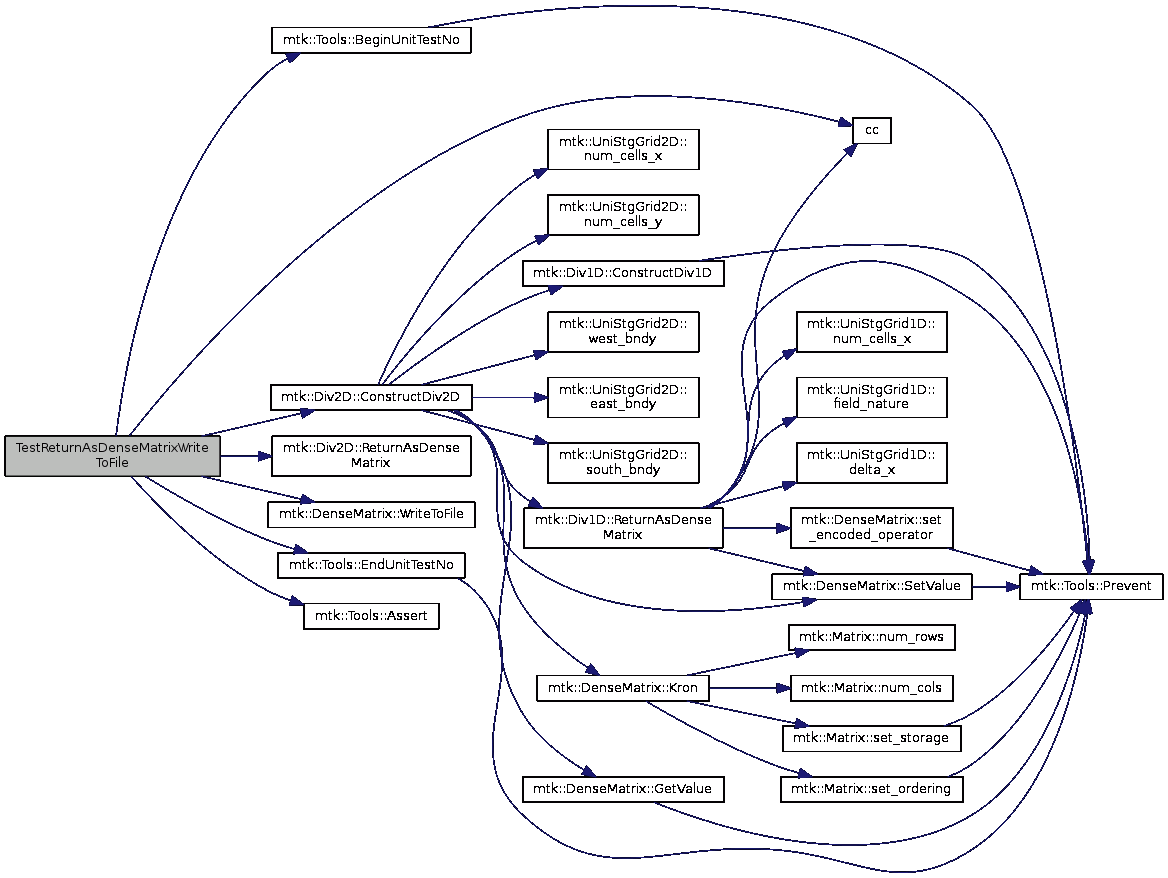 mtk::Tools::BeginUnitTestNo
cc
mtk::UniStgGrid2D::
num_cells_x
mtk::UniStgGrid2D::
num_cells_y
mtk::Div1D::ConstructDiv1D
mtk::UniStgGrid2D::
west_bndy
mtk::UniStgGrid1D::
num_cells_x
mtk::Div2D::ConstructDiv2D
mtk::UniStgGrid2D::
east_bndy
mtk::UniStgGrid1D::
field_nature
TestReturnAsDenseMatrixWrite
ToFile
mtk::Div2D::ReturnAsDense
Matrix
mtk::UniStgGrid2D::
south_bndy
mtk::UniStgGrid1D::
delta_x
mtk::DenseMatrix::WriteToFile
mtk::Div1D::ReturnAsDense
Matrix
mtk::DenseMatrix::set
_encoded_operator
mtk::Tools::EndUnitTestNo
mtk::DenseMatrix::SetValue
mtk::Tools::Prevent
mtk::Tools::Assert
mtk::Matrix::num_rows
mtk::DenseMatrix::Kron
mtk::Matrix::num_cols
mtk::Matrix::set_storage
mtk::DenseMatrix::GetValue
mtk::Matrix::set_ordering